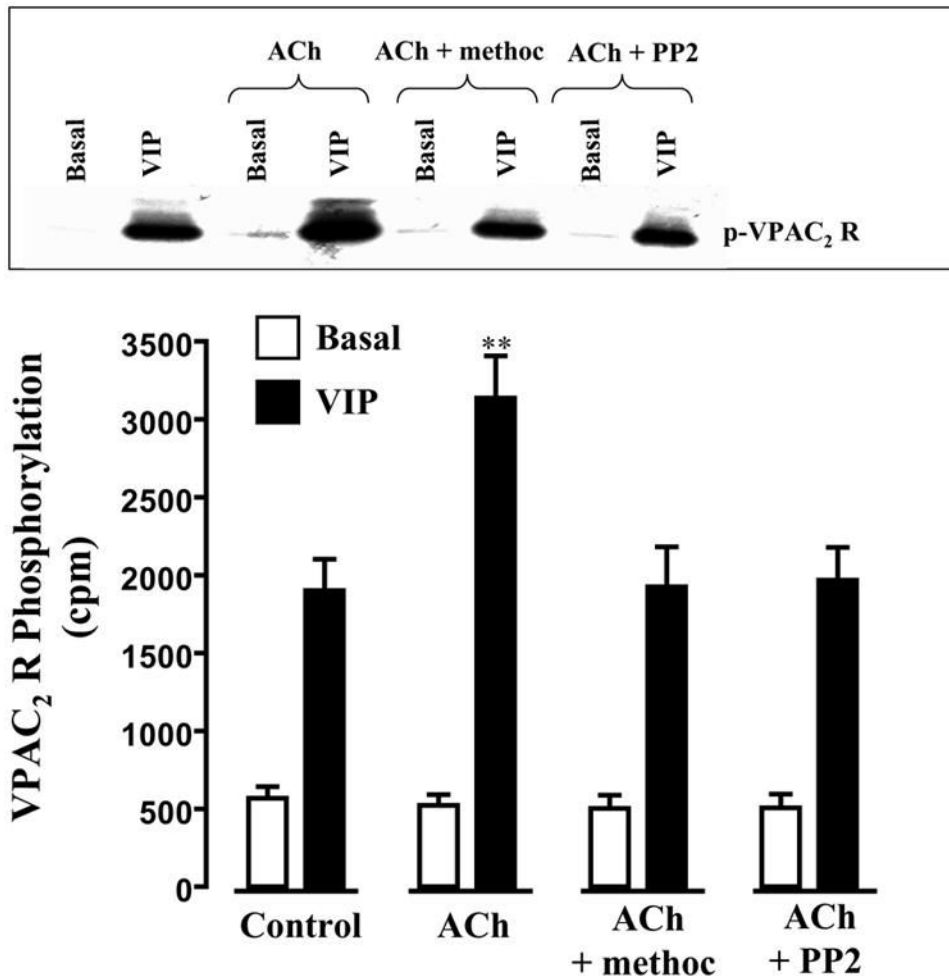 ACh ACh + methoc ACh + PP2
Basal VIP Basal VIP Basal VIP Basal VIP
p-VPAC₂ R
Basal
VIP
**
VPAC₂ R Phosphorylation
(cpm)
3500
3000
2500
2000
1500
1000
500
0
Control ACh ACh ACh
+ methoc + PP2